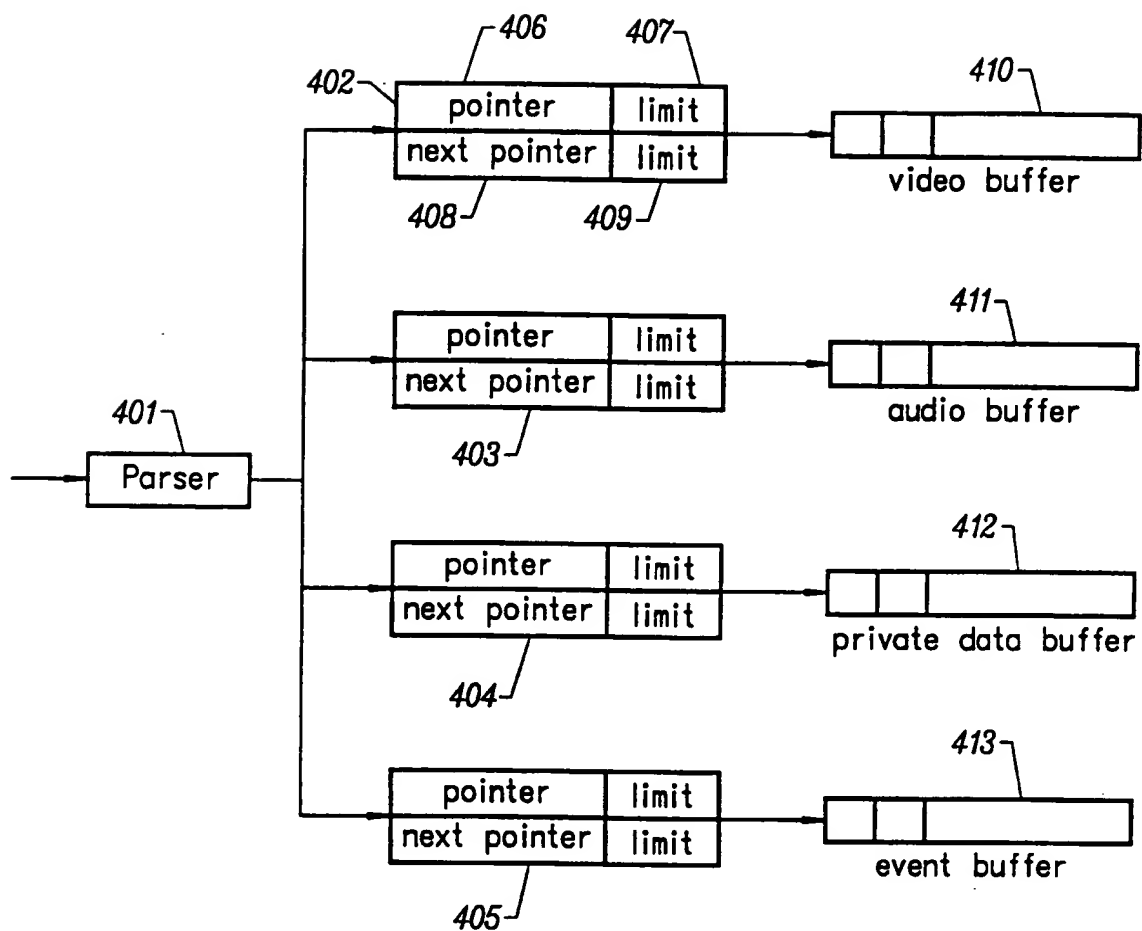 406
407
402
410
pointer limit
next pointer limit
video buffer
408
409
411
pointer limit
next pointer limit
audio buffer
401
403
Parser
412
pointer limit
next pointer limit
private data buffer
404
413
pointer limit
next pointer limit
event buffer
405